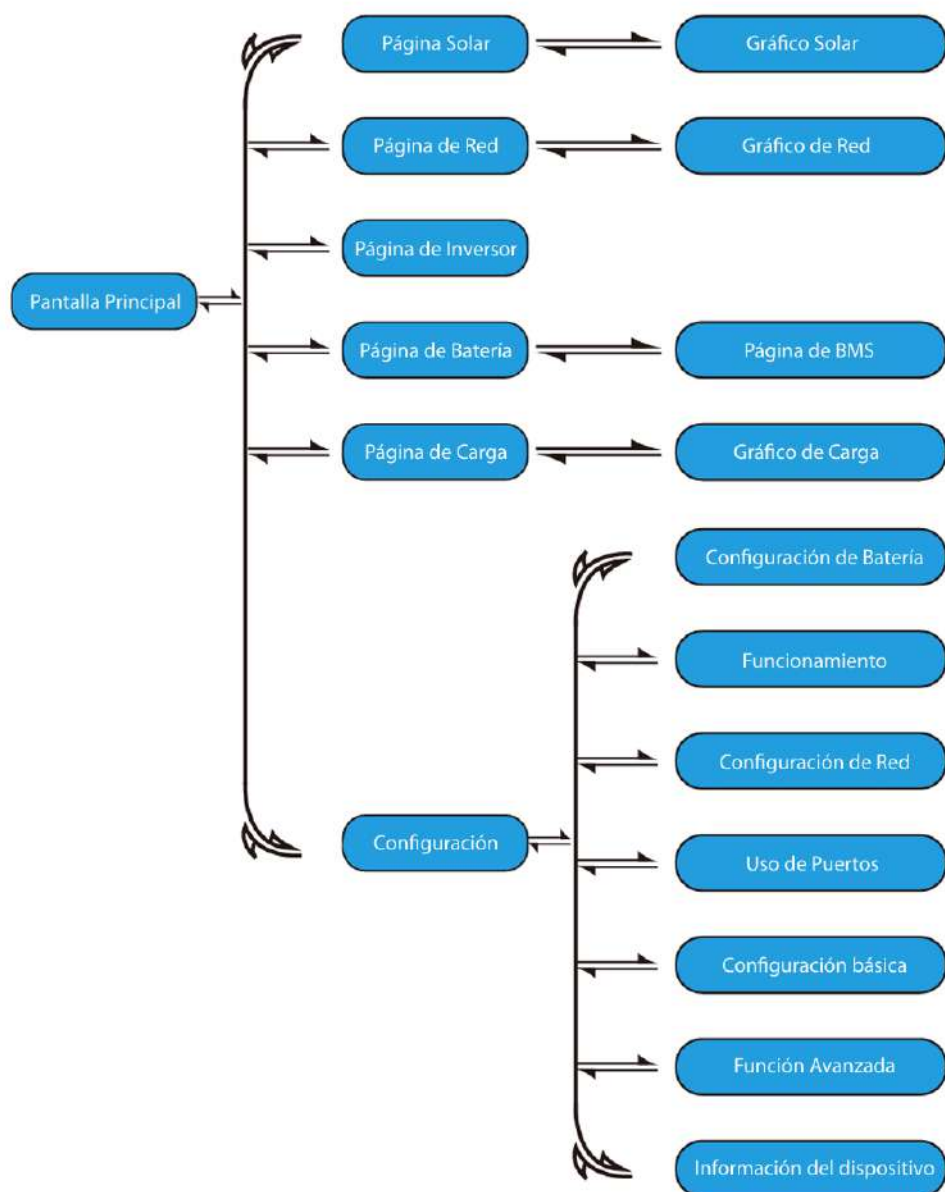 Página Solar
Gráfico Solar
Página de Red
Gráfico de Red
Página de Inversor
Pantalla Principal
Página de Batería
Página de BMS
Página de Carga
Gráfico de Carga
Configuración de Batería
Funcionamiento
Configuración de Red
Configuración
Uso de Puertos
Configuración básica
Función Avanzada
Información del dispositivo